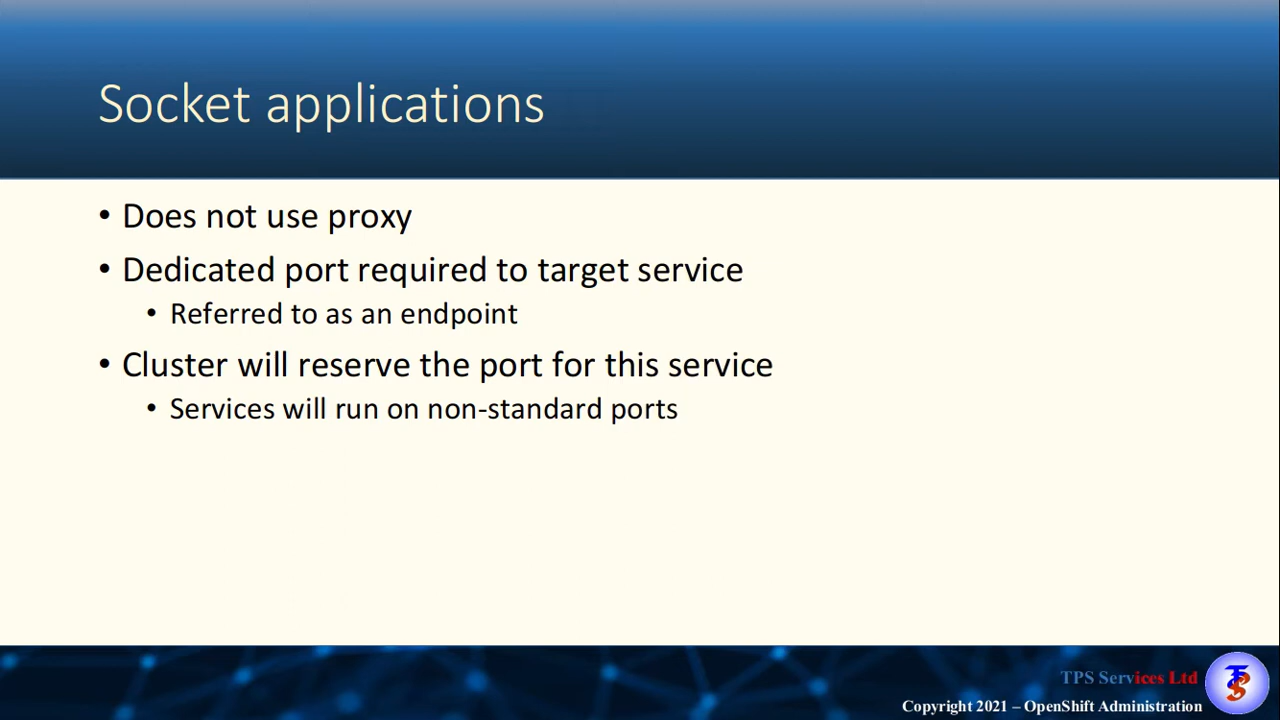 Socket applications
• Does not use proxy
• Dedicated port required to target service
• Referred to as an endpoint
• Cluster will reserve the port for this service
• Services will run on non-standard ports
TPS Services Ltd
Copyright 2021 – OpenShift Administration